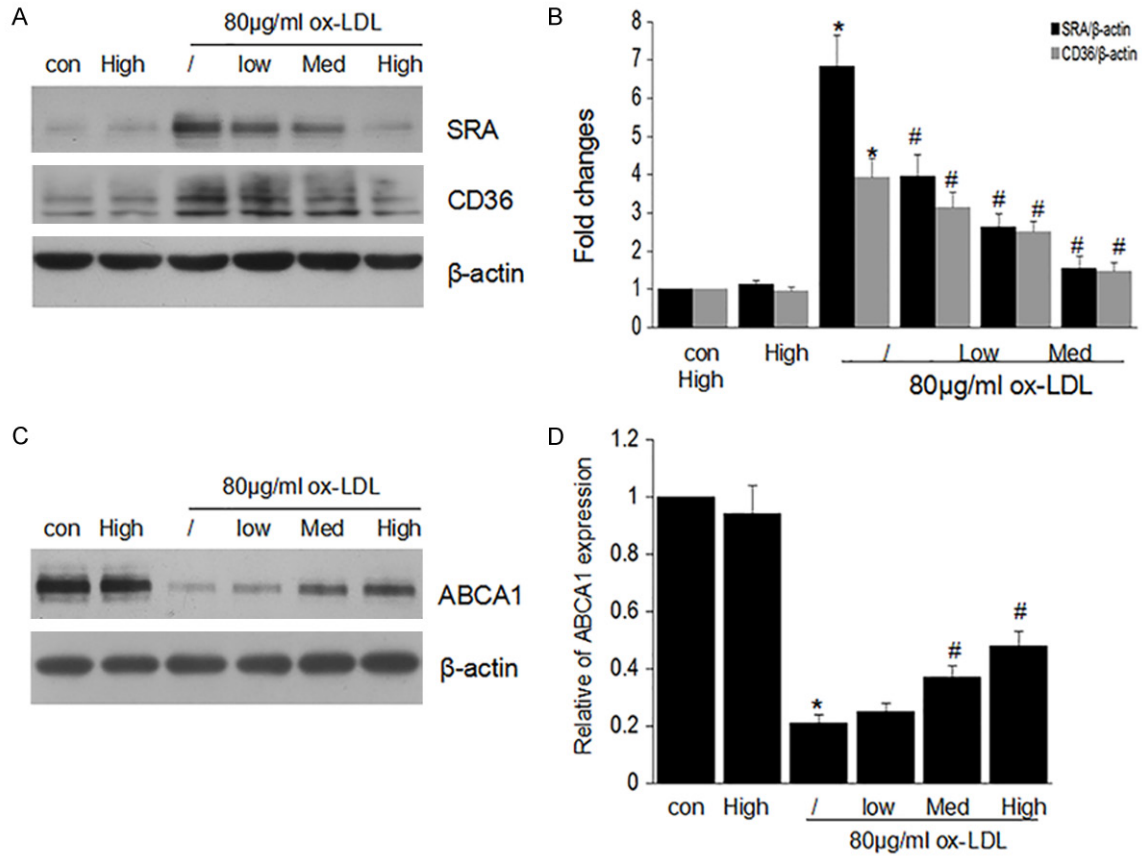 A
80µg/ml ox-LDL
con High / low Med High
SRA
CD36
β-actin
B
8
7
6
5
4
3
2
1
0
Fold changes
* * # # # # # #
SRA/β-actin
CD36/β-actin
con High / Low Med
High
80µg/ml ox-LDL
C
80µg/ml ox-LDL
con High / low Med High
ABCA1
β-actin
D
1.2
1
0.8
0.6
0.4
0.2
0
Relative of ABCA1 expression
* # #
con High / low Med High
80µg/ml ox-LDL